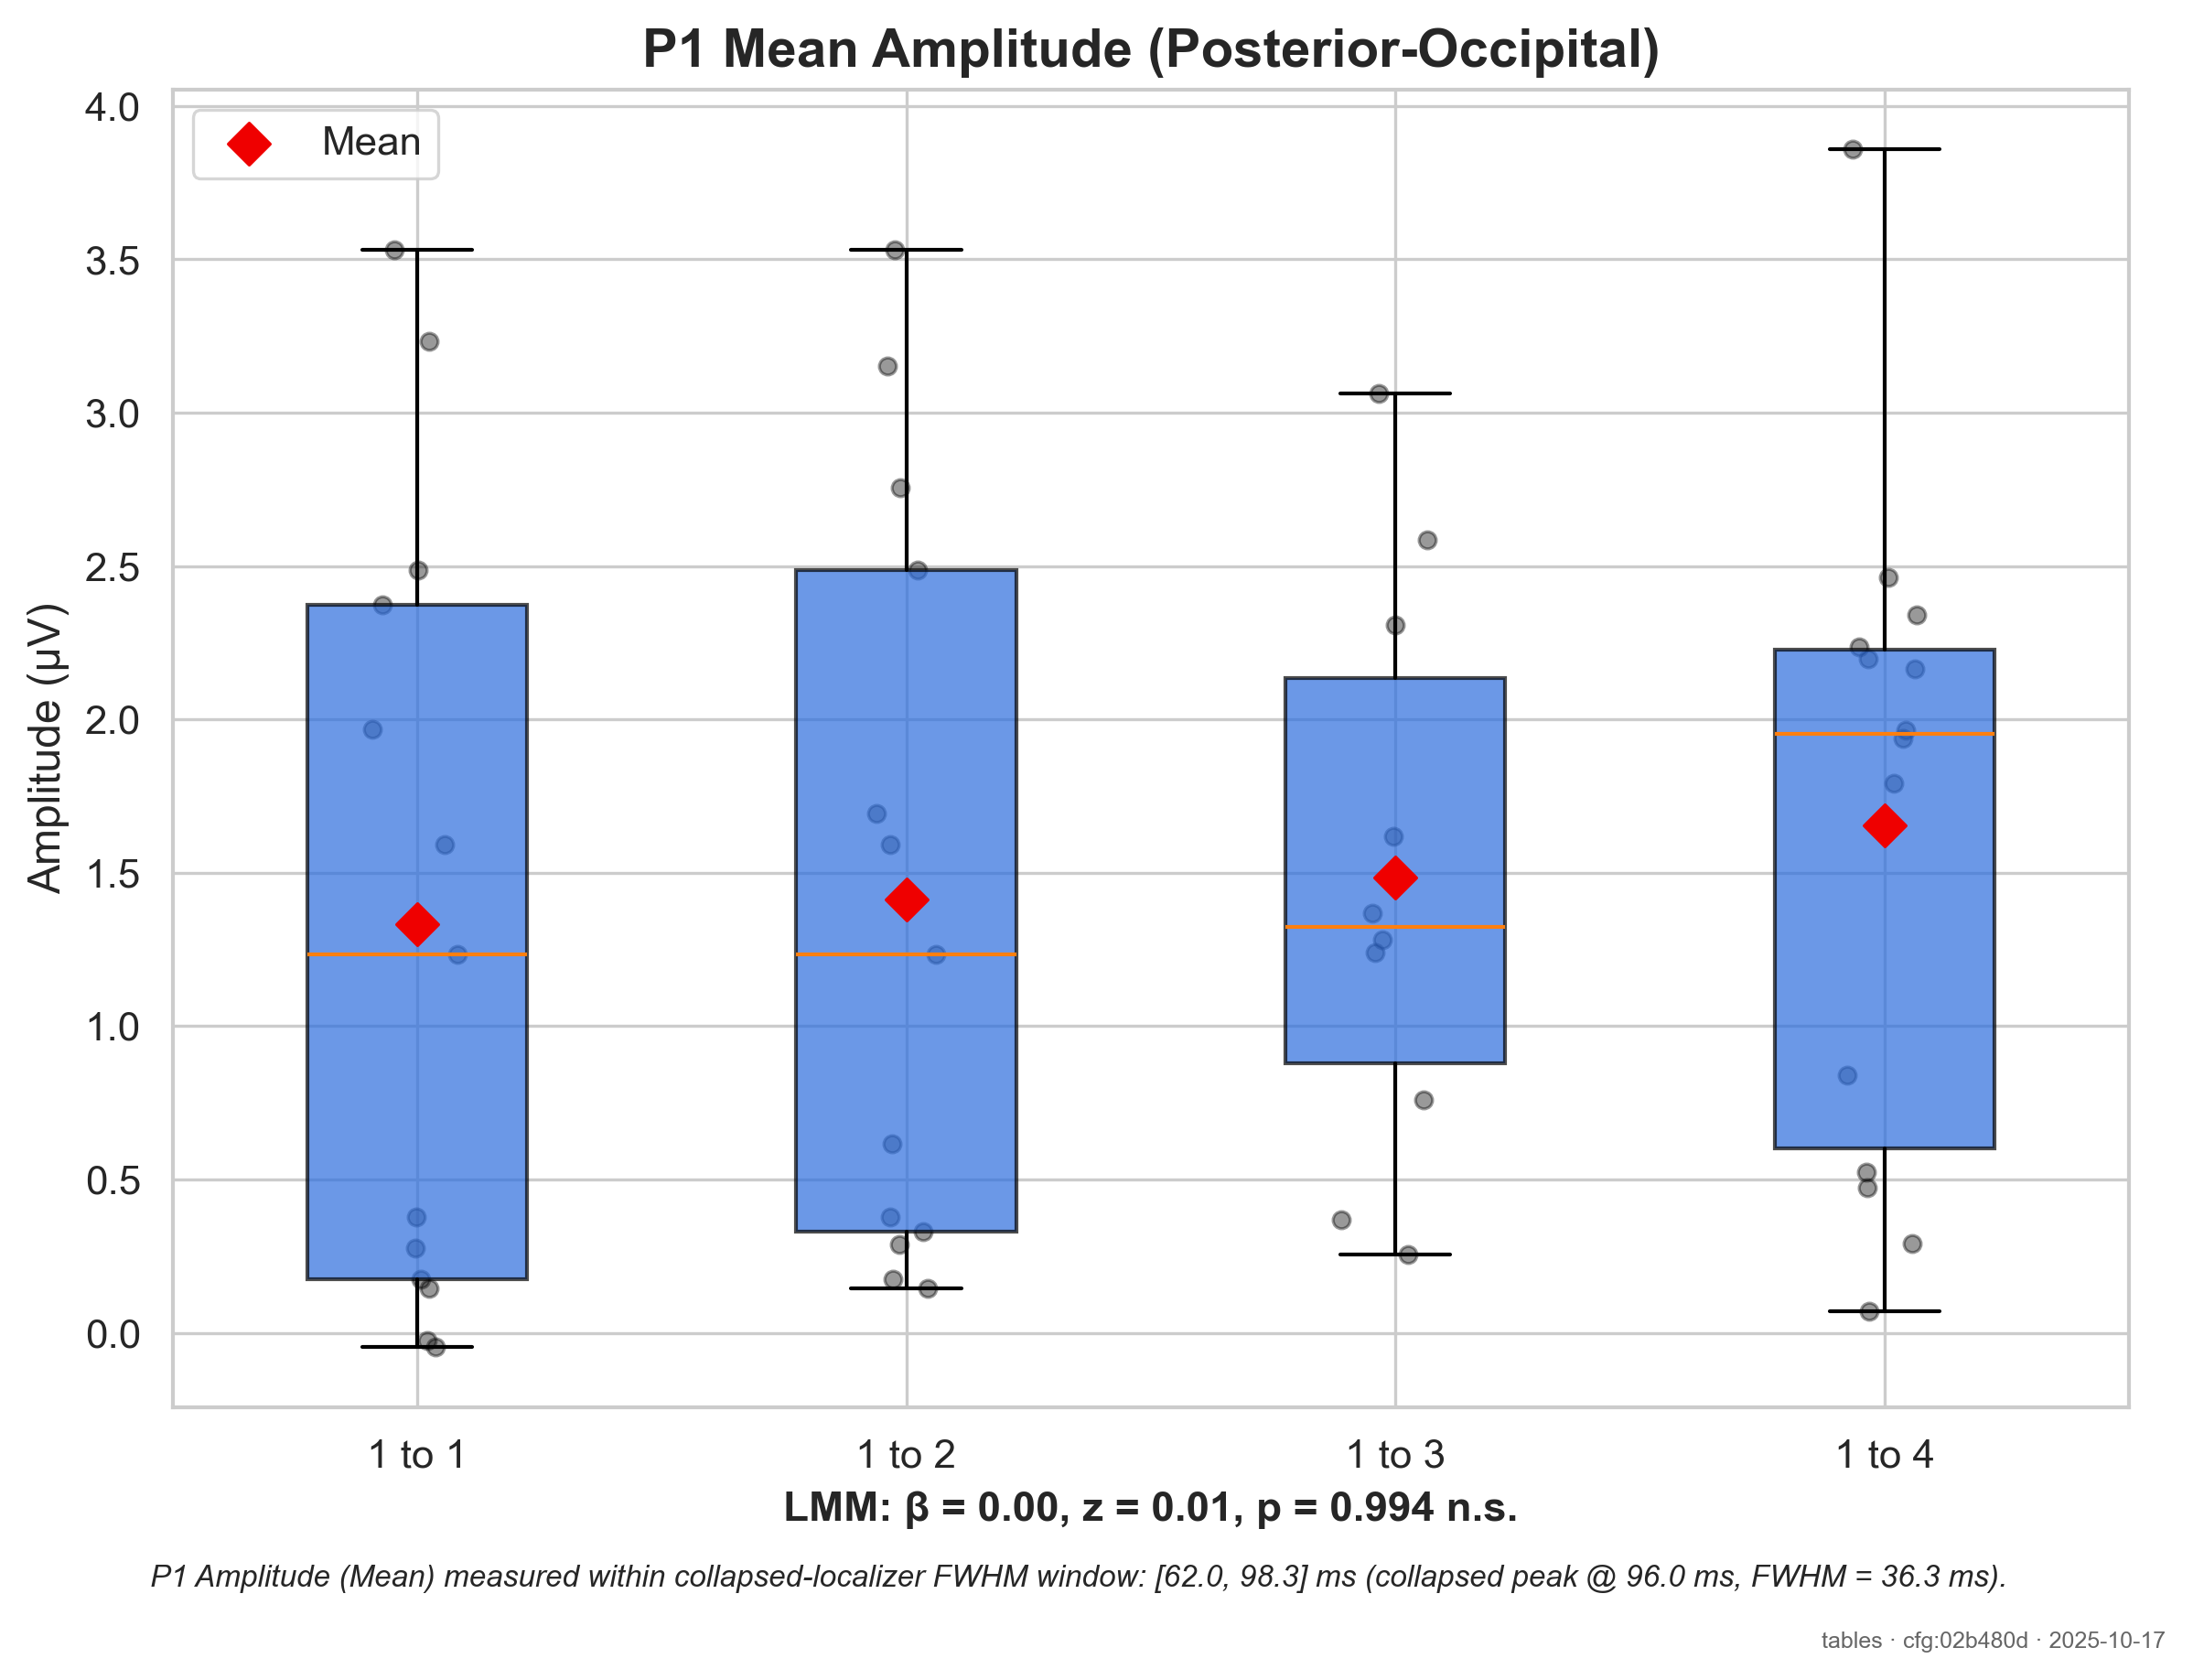 P1 Mean Amplitude (Posterior-Occipital)
Mean
4.0
3.5
3.0
2.5
2.0
1.5
1.0
0.5
0.0
Amplitude (µV)
1 to 1 1 to 2 1 to 3 1 to 4
LMM: β = 0.00, z = 0.01, p = 0.994 n.s.
P1 Amplitude (Mean) measured within collapsed-localizer FWHM window: [62.0, 98.3] ms (collapsed peak @ 96.0 ms, FWHM = 36.3 ms).
tables · cfg:02b480d · 2025-10-17